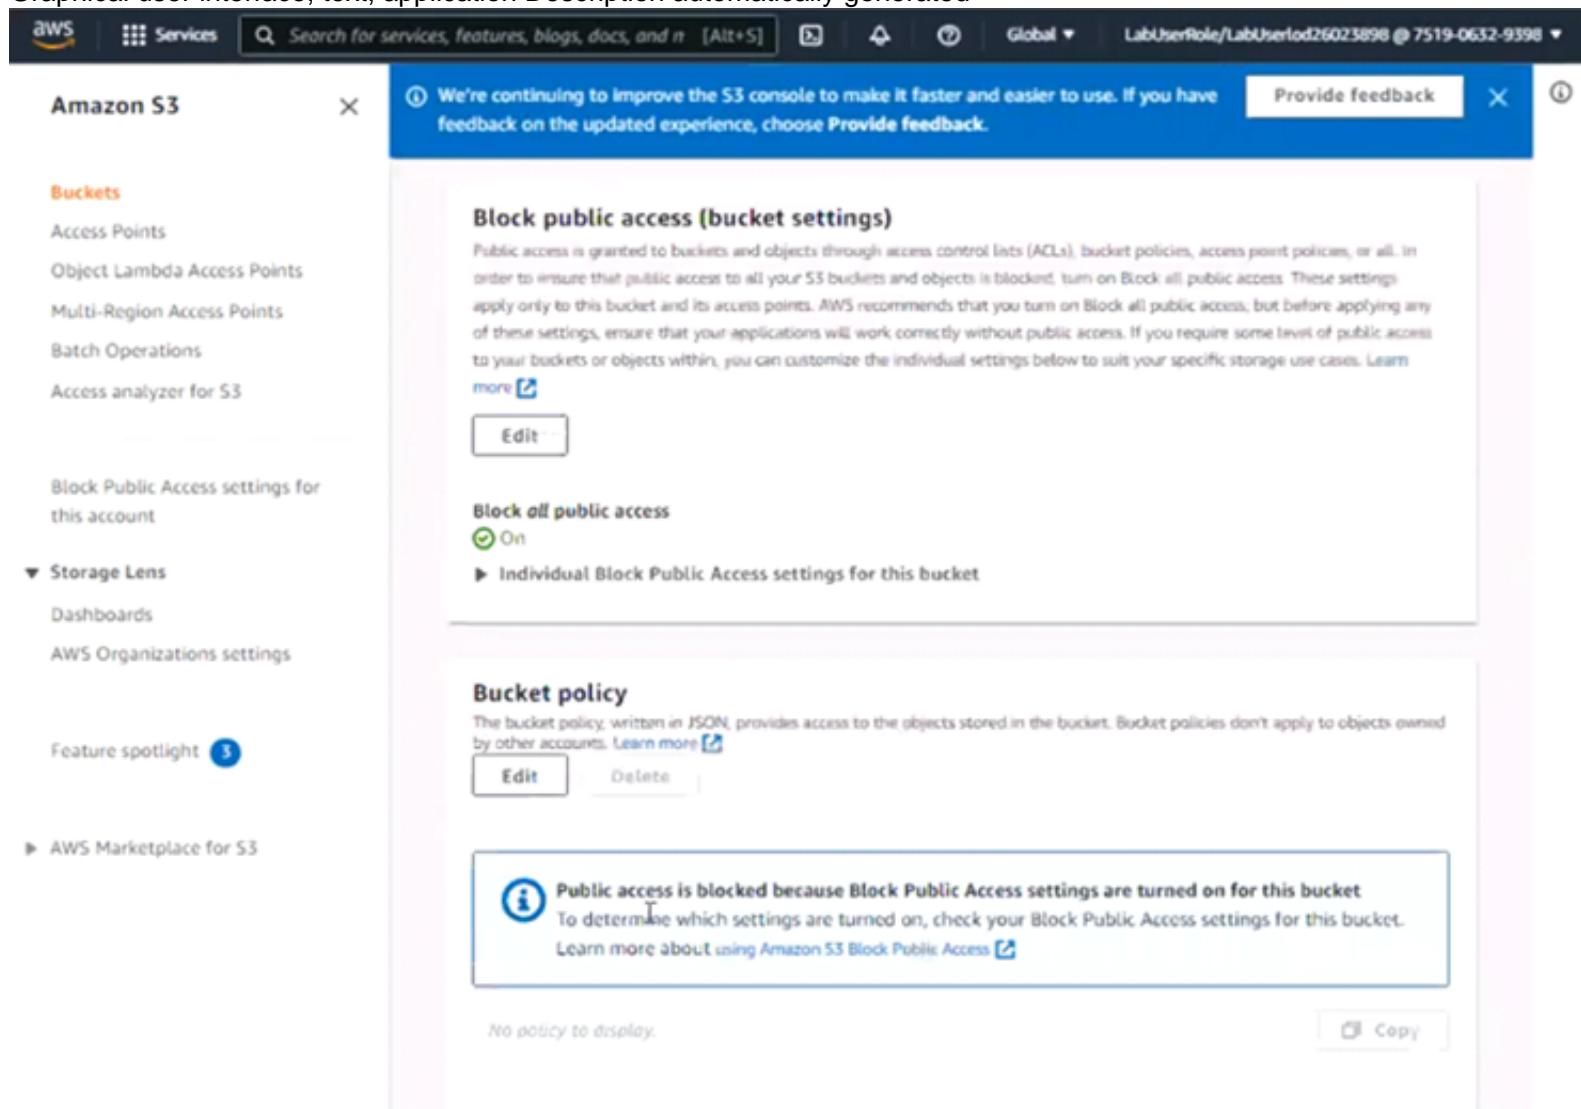 Graphical user interface, text, application Description automatically generated
aws
Services
Search for services, features, blogs, docs, and n [Alt+S]
Global
LabUserRole/LabUserlod26023898 @ 7519-0632-9398
Amazon S3
We're continuing to improve the S3 console to make it faster and easier to use. If you have
feedback on the updated experience, choose Provide feedback.
Provide feedback
Buckets
Access Points
Object Lambda Access Points
Multi-Region Access Points
Batch Operations
Access analyzer for S3
Block Public Access settings for
this account
Storage Lens
Dashboards
AWS Organizations settings
Feature spotlight 3
AWS Marketplace for S3
Block public access (bucket settings)
Public access is granted to buckets and objects through access control lists (ACLs), bucket policies, access point policies, or all. In
order to ensure that public access to all your S3 buckets and objects is blocked, turn on Block all public access. These settings
apply only to this bucket and its access points. AWS recommends that you turn on Block all public access, but before applying any
of these settings, ensure that your applications will work correctly without public access. If you require some level of public access
to your buckets or objects within, you can customize the individual settings below to suit your specific storage use cases. Learn
more
Edit
Block all public access
On
Individual Block Public Access settings for this bucket
Bucket policy
The bucket policy, written in JSON, provides access to the objects stored in the bucket. Bucket policies don't apply to objects owned
by other accounts. Learn more
Edit
Delete
Public access is blocked because Block Public Access settings are turned on for this bucket
To determine which settings are turned on, check your Block Public Access settings for this bucket.
Learn more about using Amazon S3 Block Public Access
No policy to display.
Copy